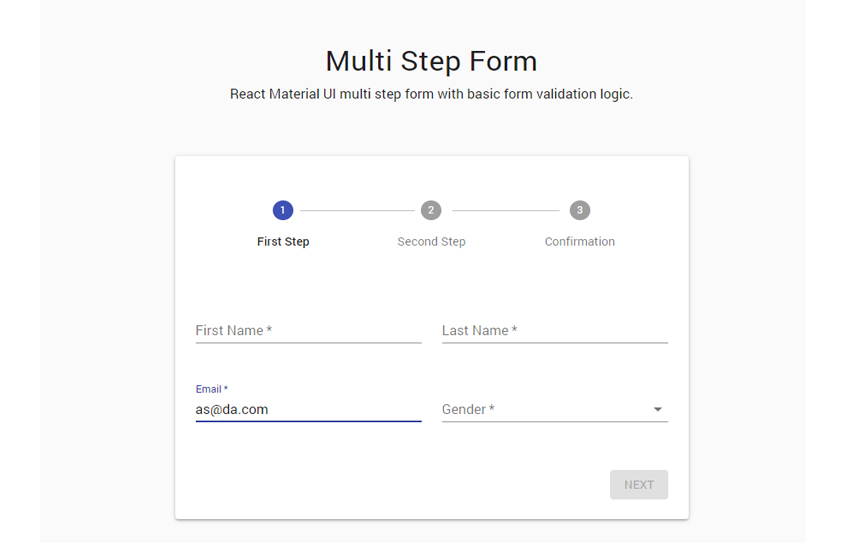 Multi Step Form
React Material UI multi step form with basic form validation logic.
1 2 3
First Step Second Step Confirmation
First Name * Last Name *
Email *
as@da.com Gender *
NEXT